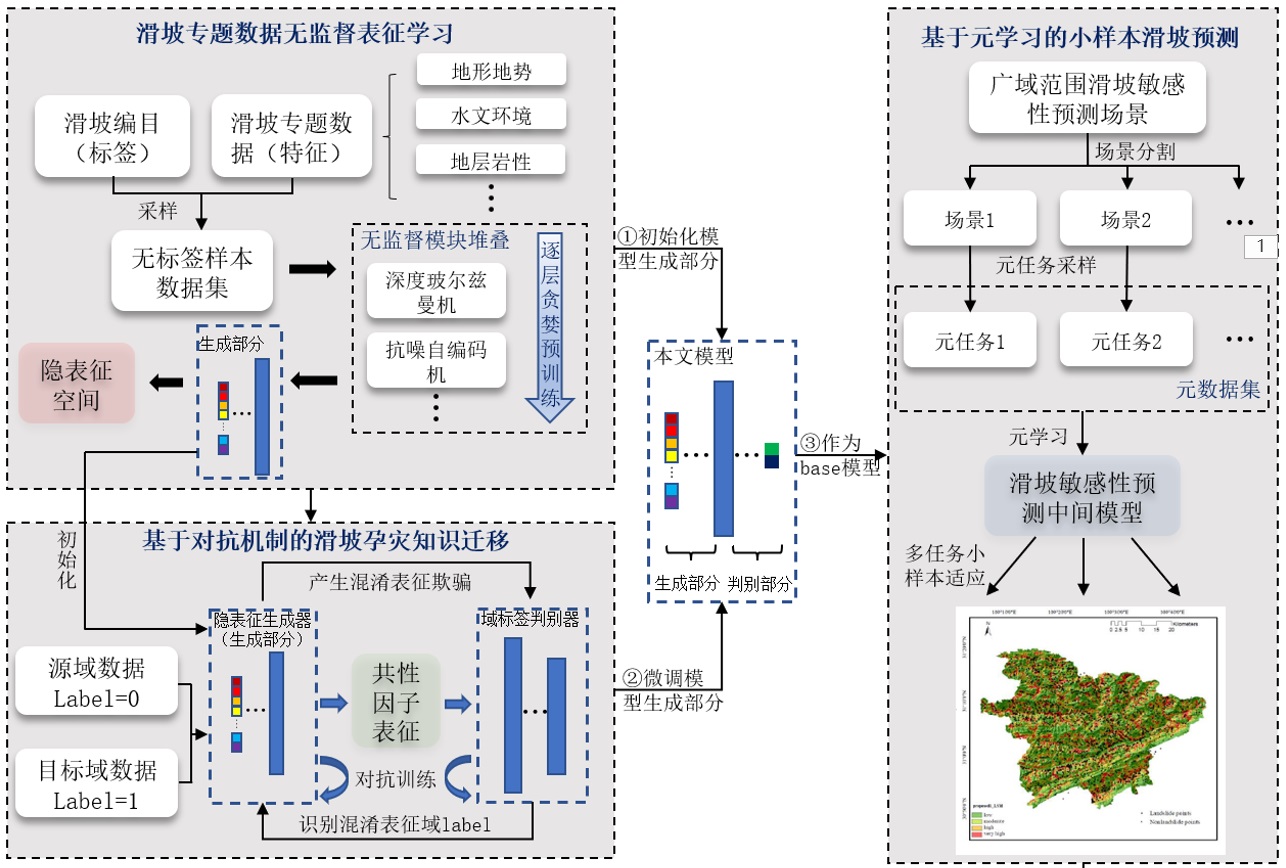 滑坡专题数据无监督表征学习
地形地势
水文环境
地层岩性
滑坡编目
（标签）
滑坡专题数
据（特征）
采样
无标签样本
数据集
无监督模块堆叠
深度玻尔兹
曼机
抗噪自编码
机
逐层贪婪预训练
生成部分
隐表征
空间
初始化
基于对抗机制的滑坡孕灾知识迁移
产生混淆表征欺骗
隐表征生成器
（生成部分）
域标签判别器
源域数据
Label=0
目标域数据
Label=1
共性
因子
表征
对抗训练
识别混淆表征域label
①初始化模
型生成部分
本文模型
生成部分
判别部分
②微调模
型生成部分
③作为
base模型
基于元学习的小样本滑坡预测
广域范围滑坡敏感
性预测场景
场景分割
场景1
场景2
1
元任务采样
元任务1
元任务2
元数据集
元学习
滑坡敏感性预
测中间模型
多任务小
样本适应
N
Kilometers
0 2.5 5 10 15 20
low
moderate
high
very high
Landslide points
Nonlandslide points